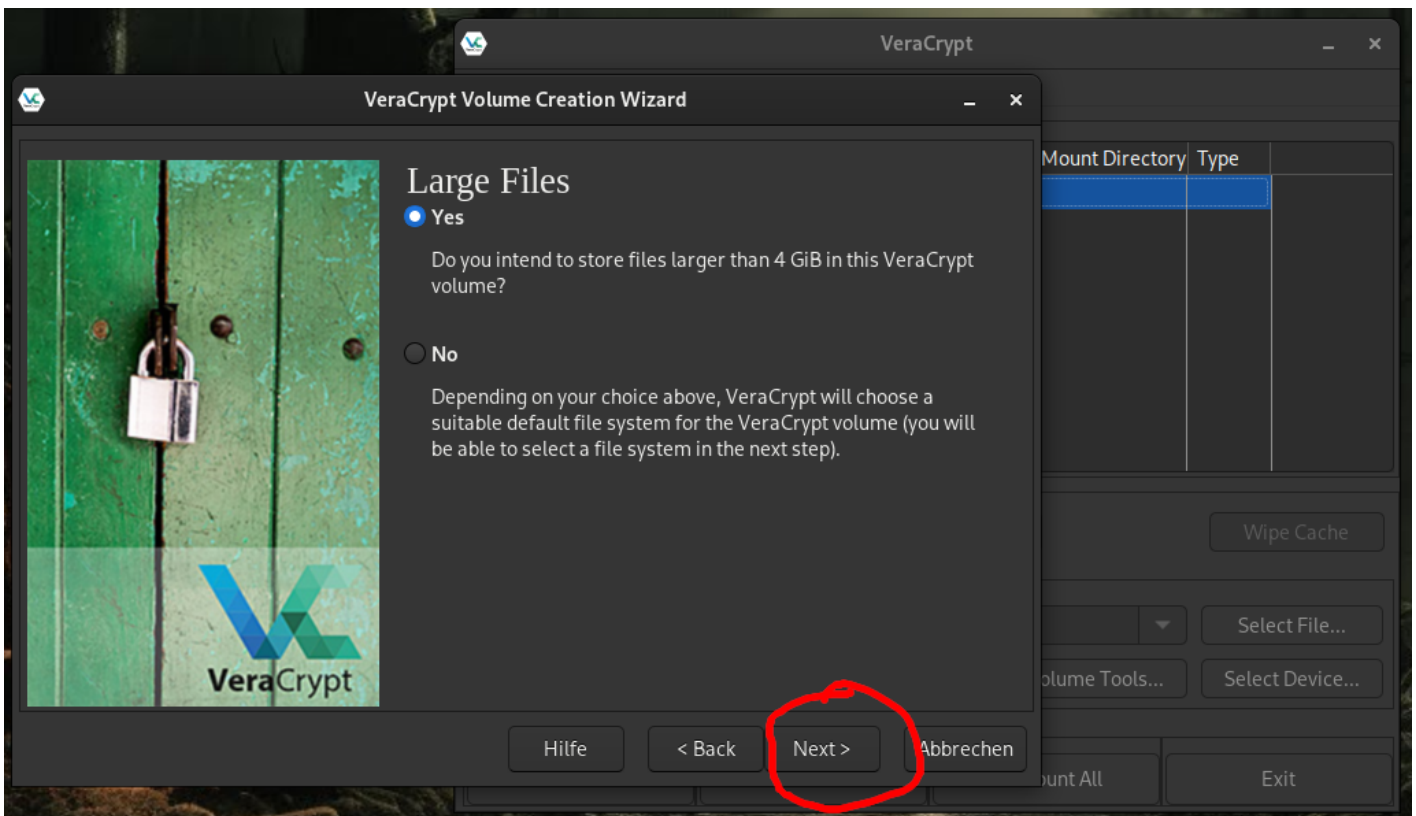 VeraCrypt
VeraCrypt Volume Creation Wizard
Mount Directory
Type
Large Files
Yes
Do you intend to store files larger than 4 GiB in this VeraCrypt
volume?
No
Depending on your choice above, VeraCrypt will choose a
suitable default file system for the VeraCrypt volume (you will
be able to select a file system in the next step).
VeraCrypt
Wipe Cache
Select File...
olume Tools...
Select Device...
Hilfe
< Back
Next >
Abbrechen
ount All
Exit